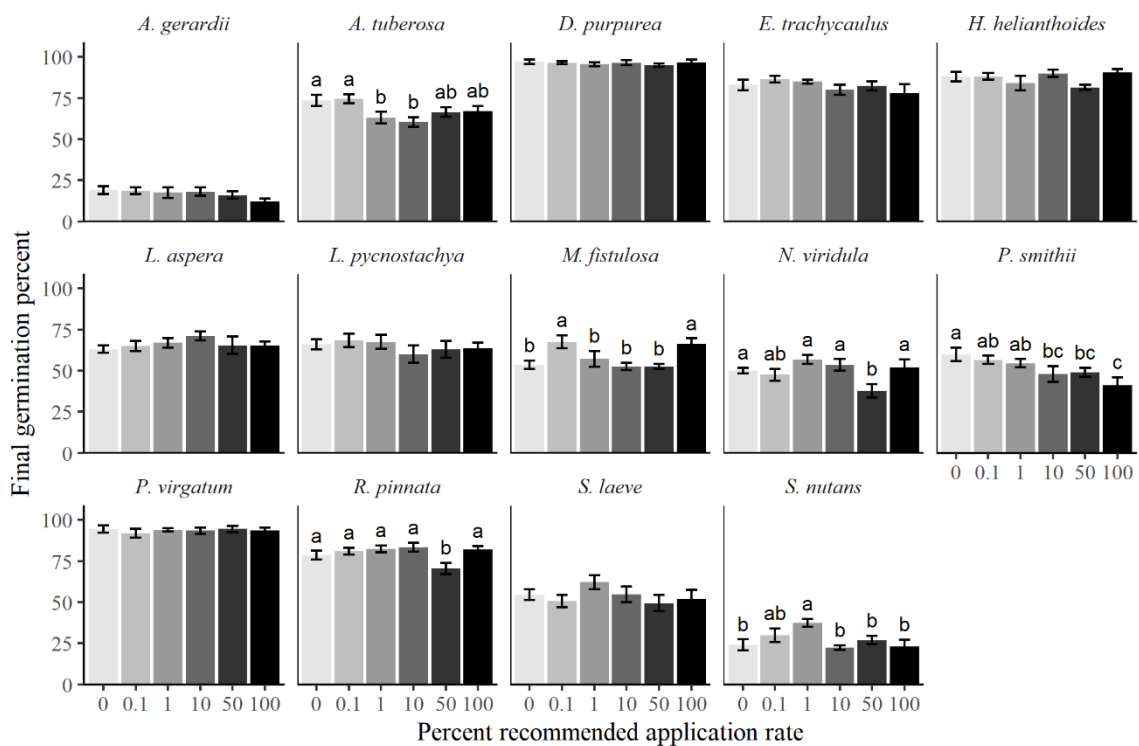 A. gerardii A. tuberosa D. purpurea E. trachycaulus H. helianthoides
100
75
50
25
0
a a b b ab ab
L. aspera L. pycnostachya M. fistulosa N. viridula P. smithii
100
75
50
25
0
b a b b b a
a ab a a b a
a ab ab bc bc c
0 0.1 1 10 50 100
P. virgatum R. pinnata S. laeve S. nutans
100
75
50
25
0
a a a a b a
b ab a b b b
0 0.1 1 10 50 100 0 0.1 1 10 50 100 0 0.1 1 10 50 100 0 0.1 1 10 50 100
Final germination percent
Percent recommended application rate